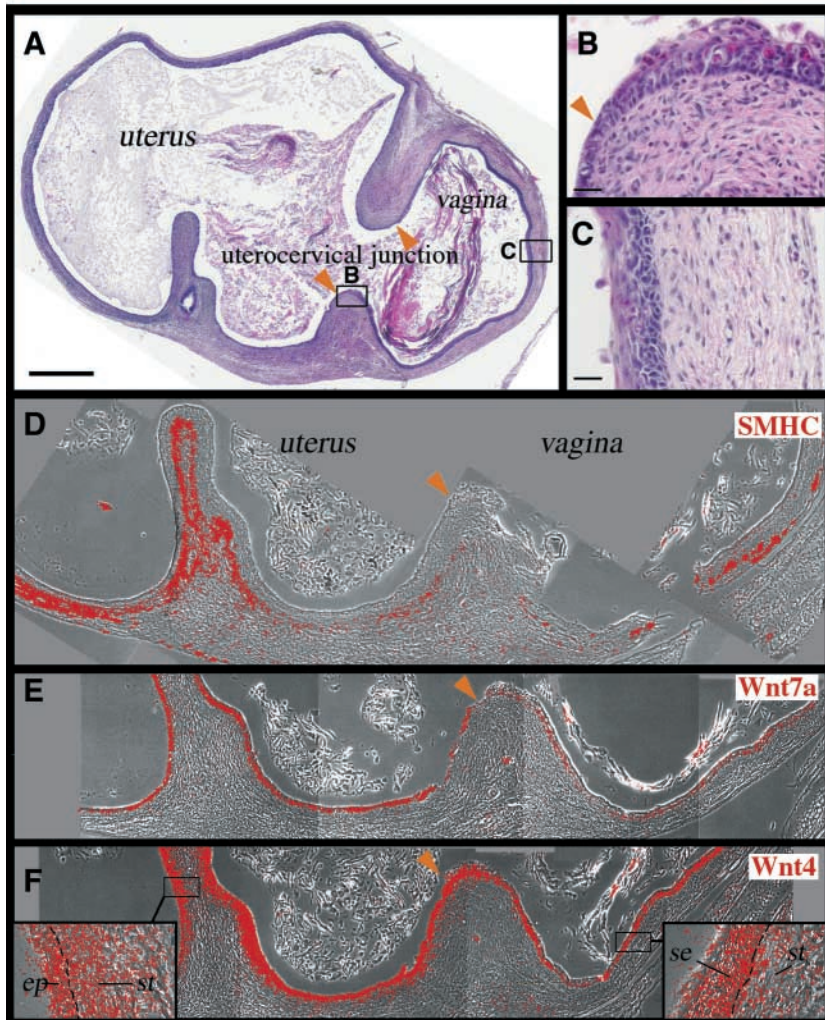 A
uterus
vagina
uterocervical junction
B
C
B
C
D
uterus
vagina
SMHC
E
Wnt7a
F
Wnt4
ep
st
se
st